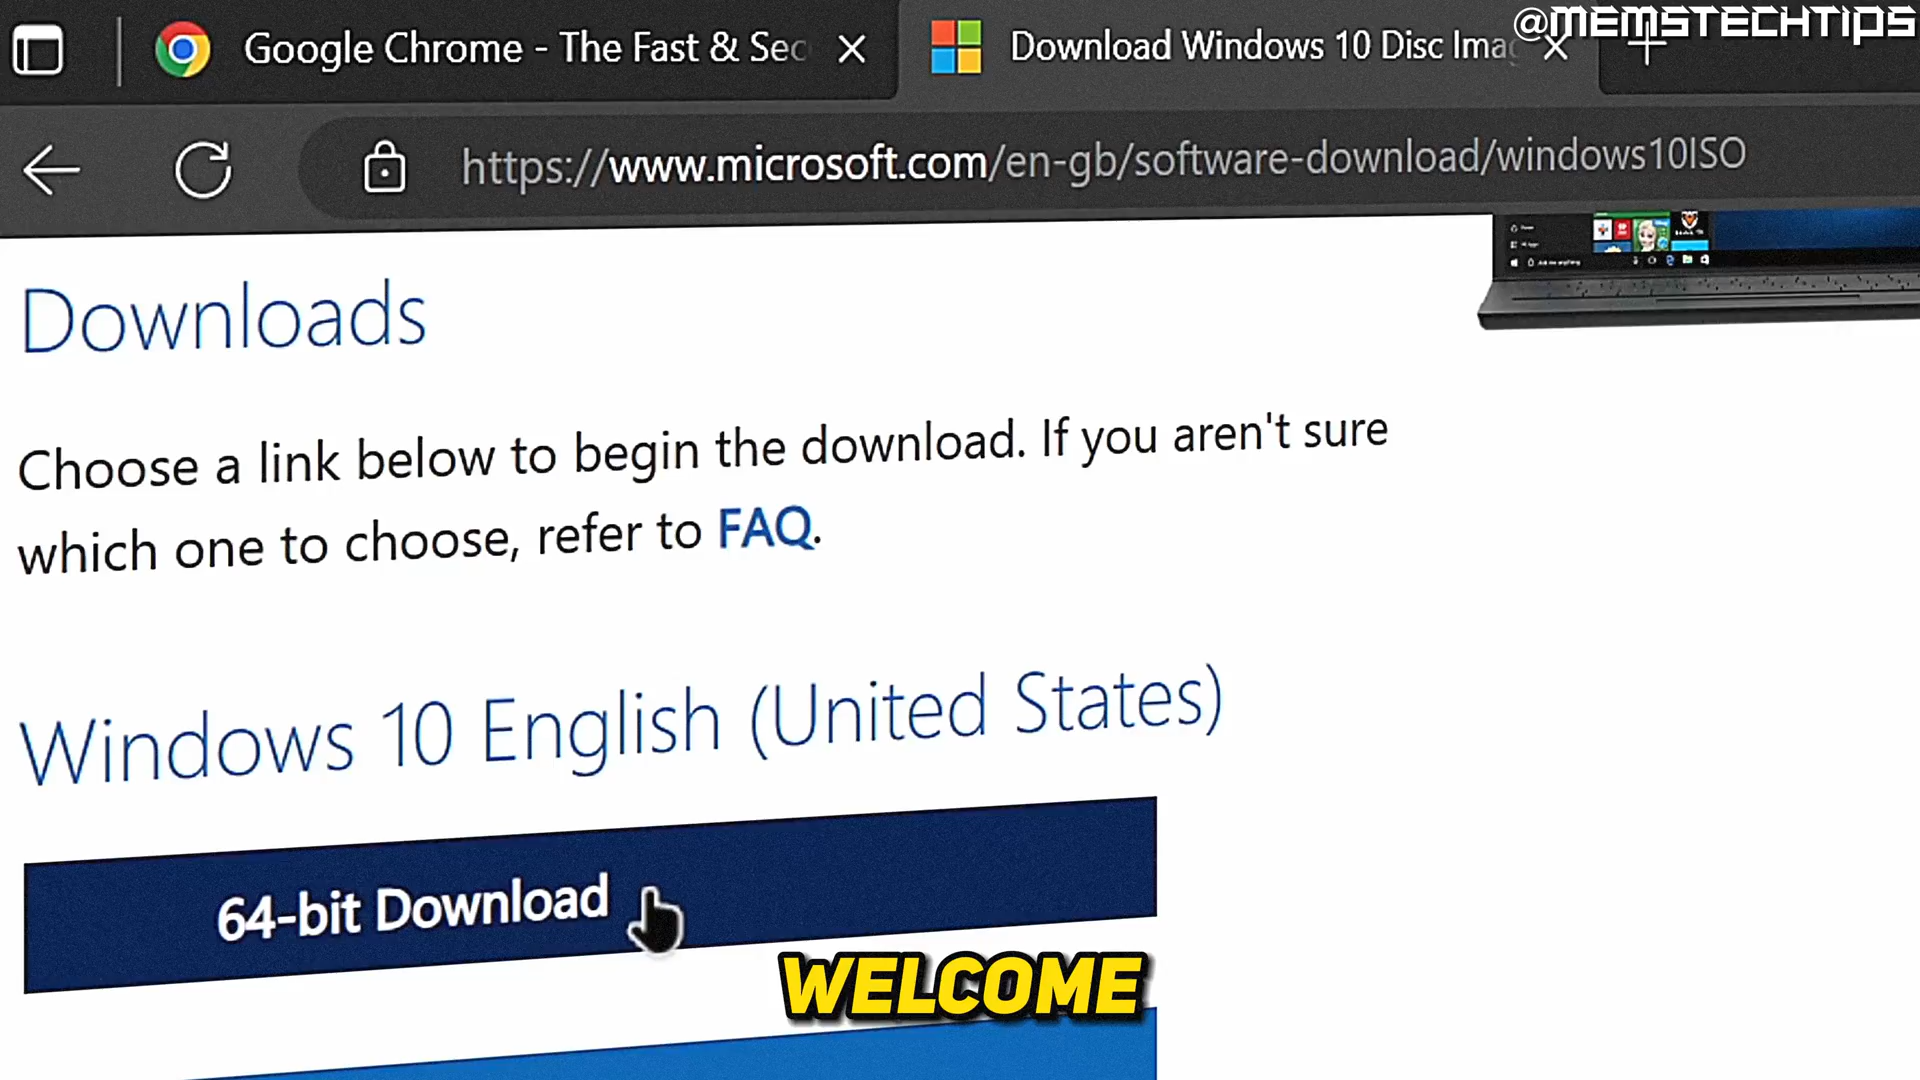 @MEMSTECHTIPS
Google Chrome - The Fast & Sec
Download Windows 10 Disc Imag
https://www.microsoft.com/en-gb/software-download/windows10ISO
Downloads
Choose a link below to begin the download. If you aren't sure
which one to choose, refer to FAQ.
Windows 10 English (United States)
64-bit Download
WELCOME